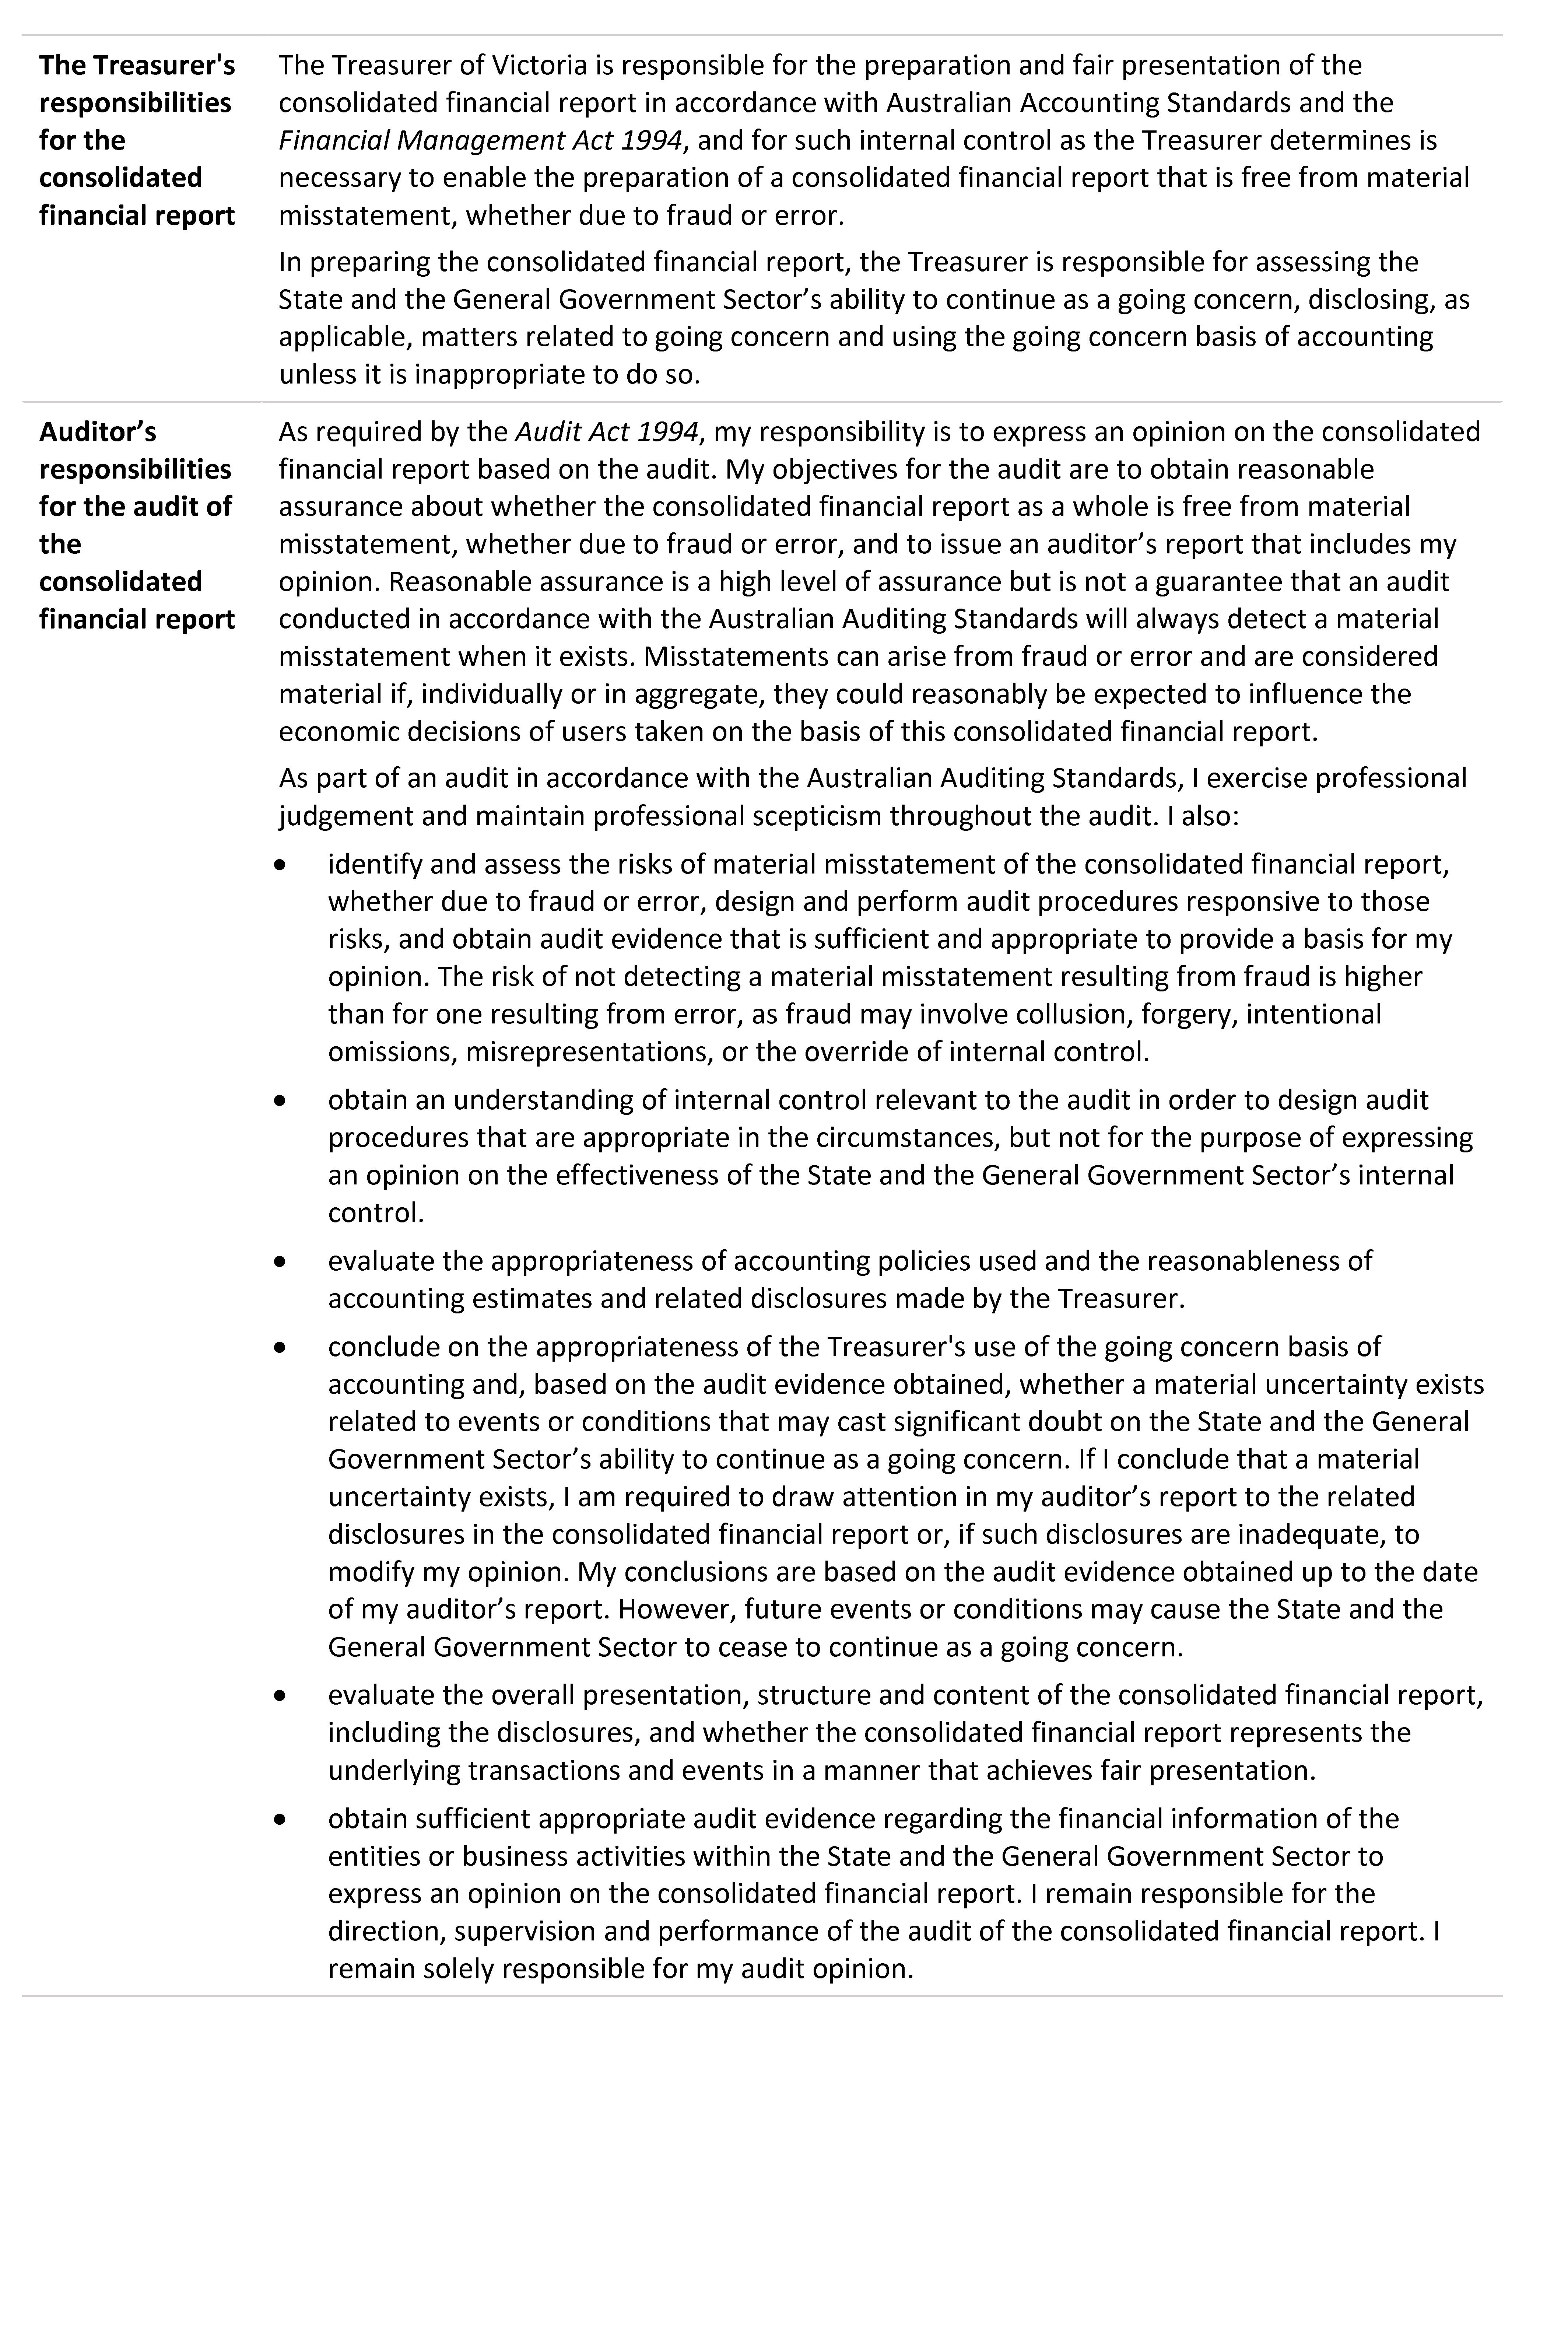 The Treasurer's
responsibilities
for the
consolidated
financial report
The Treasurer of Victoria is responsible for the preparation and fair presentation of the
consolidated financial report in accordance with Australian Accounting Standards and the
Financial Management Act 1994, and for such internal control as the Treasurer determines is
necessary to enable the preparation of a consolidated financial report that is free from material
misstatement, whether due to fraud or error.
In preparing the consolidated financial report, the Treasurer is responsible for assessing the
State and the General Government Sector’s ability to continue as a going concern, disclosing, as
applicable, matters related to going concern and using the going concern basis of accounting
unless it is inappropriate to do so.
Auditor’s
responsibilities
for the audit of
the
consolidated
financial report
As required by the Audit Act 1994, my responsibility is to express an opinion on the consolidated
financial report based on the audit. My objectives for the audit are to obtain reasonable
assurance about whether the consolidated financial report as a whole is free from material
misstatement, whether due to fraud or error, and to issue an auditor’s report that includes my
opinion. Reasonable assurance is a high level of assurance but is not a guarantee that an audit
conducted in accordance with the Australian Auditing Standards will always detect a material
misstatement when it exists. Misstatements can arise from fraud or error and are considered
material if, individually or in aggregate, they could reasonably be expected to influence the
economic decisions of users taken on the basis of this consolidated financial report.
As part of an audit in accordance with the Australian Auditing Standards, I exercise professional
judgement and maintain professional scepticism throughout the audit. I also:
• identify and assess the risks of material misstatement of the consolidated financial report,
whether due to fraud or error, design and perform audit procedures responsive to those
risks, and obtain audit evidence that is sufficient and appropriate to provide a basis for my
opinion. The risk of not detecting a material misstatement resulting from fraud is higher
than for one resulting from error, as fraud may involve collusion, forgery, intentional
omissions, misrepresentations, or the override of internal control.
• obtain an understanding of internal control relevant to the audit in order to design audit
procedures that are appropriate in the circumstances, but not for the purpose of expressing
an opinion on the effectiveness of the State and the General Government Sector’s internal
control.
• evaluate the appropriateness of accounting policies used and the reasonableness of
accounting estimates and related disclosures made by the Treasurer.
• conclude on the appropriateness of the Treasurer's use of the going concern basis of
accounting and, based on the audit evidence obtained, whether a material uncertainty exists
related to events or conditions that may cast significant doubt on the State and the General
Government Sector’s ability to continue as a going concern. If I conclude that a material
uncertainty exists, I am required to draw attention in my auditor’s report to the related
disclosures in the consolidated financial report or, if such disclosures are inadequate, to
modify my opinion. My conclusions are based on the audit evidence obtained up to the date
of my auditor’s report. However, future events or conditions may cause the State and the
General Government Sector to cease to continue as a going concern.
• evaluate the overall presentation, structure and content of the consolidated financial report,
including the disclosures, and whether the consolidated financial report represents the
underlying transactions and events in a manner that achieves fair presentation.
• obtain sufficient appropriate audit evidence regarding the financial information of the
entities or business activities within the State and the General Government Sector to
express an opinion on the consolidated financial report. I remain responsible for the
direction, supervision and performance of the audit of the consolidated financial report. I
remain solely responsible for my audit opinion.